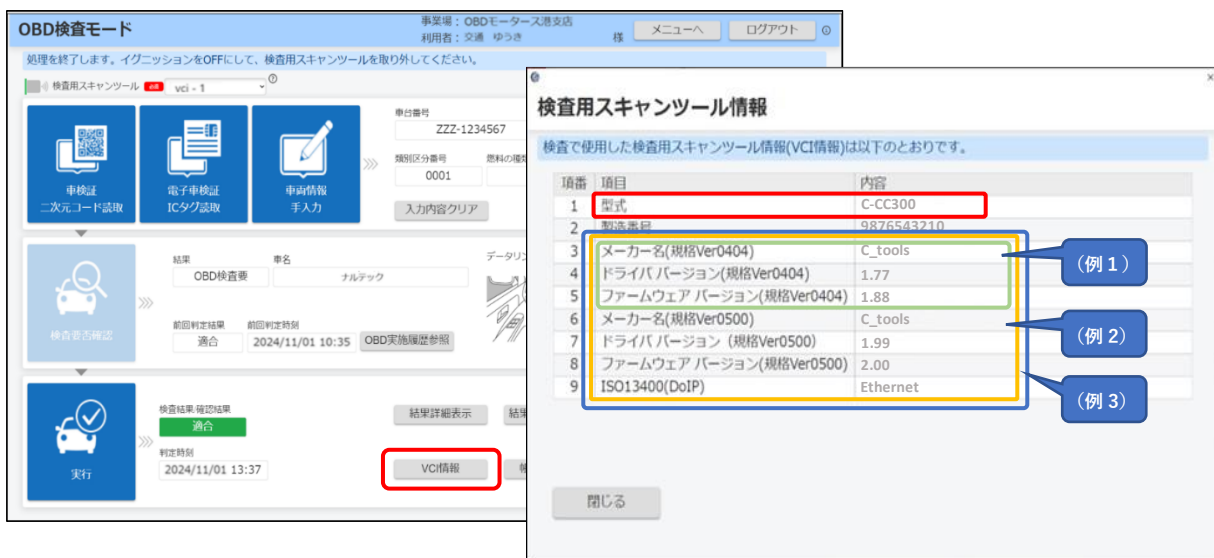 OBD検査モード
事業場：OBDモータース港支店
利用者：交通 ゆうき 様
メニューへ
ログアウト
処理を終了します。イグニッションをOFFにして、検査用スキャンツールを取り外してください。
検査用スキャンツール
vci - 1
車検証
二次元コード読取
電子車検証
ICタグ読取
車両情報
手入力
車台番号
ZZZ-1234567
類別区分番号
燃料の種類
0001
入力内容クリア
検査要否確認
結果
車名
OBD検査要
ナルテック
前回判定結果
前回判定時刻
適合
2024/11/01 10:35
OBD実施履歴参照
データリン
実行
検査結果·確認結果
適合
判定時刻
2024/11/01 13:37
結果詳細表示
結果
VCI情報
検査用スキャンツール情報
検査で使用した検査用スキャンツール情報(VCI情報)は以下のとおりです。
項番 項目 内容
1 型式 C-CC300
2 製造番号 9876543210
3 メーカー名(規格Ver0404) C_tools
4 ドライバ バージョン(規格Ver0404) 1.77
5 ファームウェア バージョン(規格Ver0404) 1.88
6 メーカー名(規格Ver0500) C_tools
7 ドライバ バージョン (規格Ver0500) 1.99
8 ファームウェア バージョン(規格Ver0500) 2.00
9 ISO13400(DoIP) Ethernet
（例１）
（例２）
（例３）
閉じる